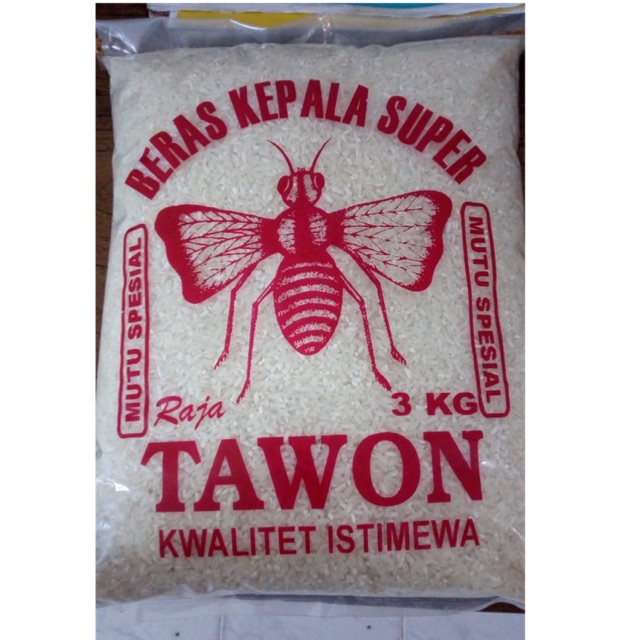 BERAS KEPALA SUPER
MUTU SPESIAL
MUTU SPESIAL
Raja
3 KG
TAWON
KWALITET ISTIMEWA